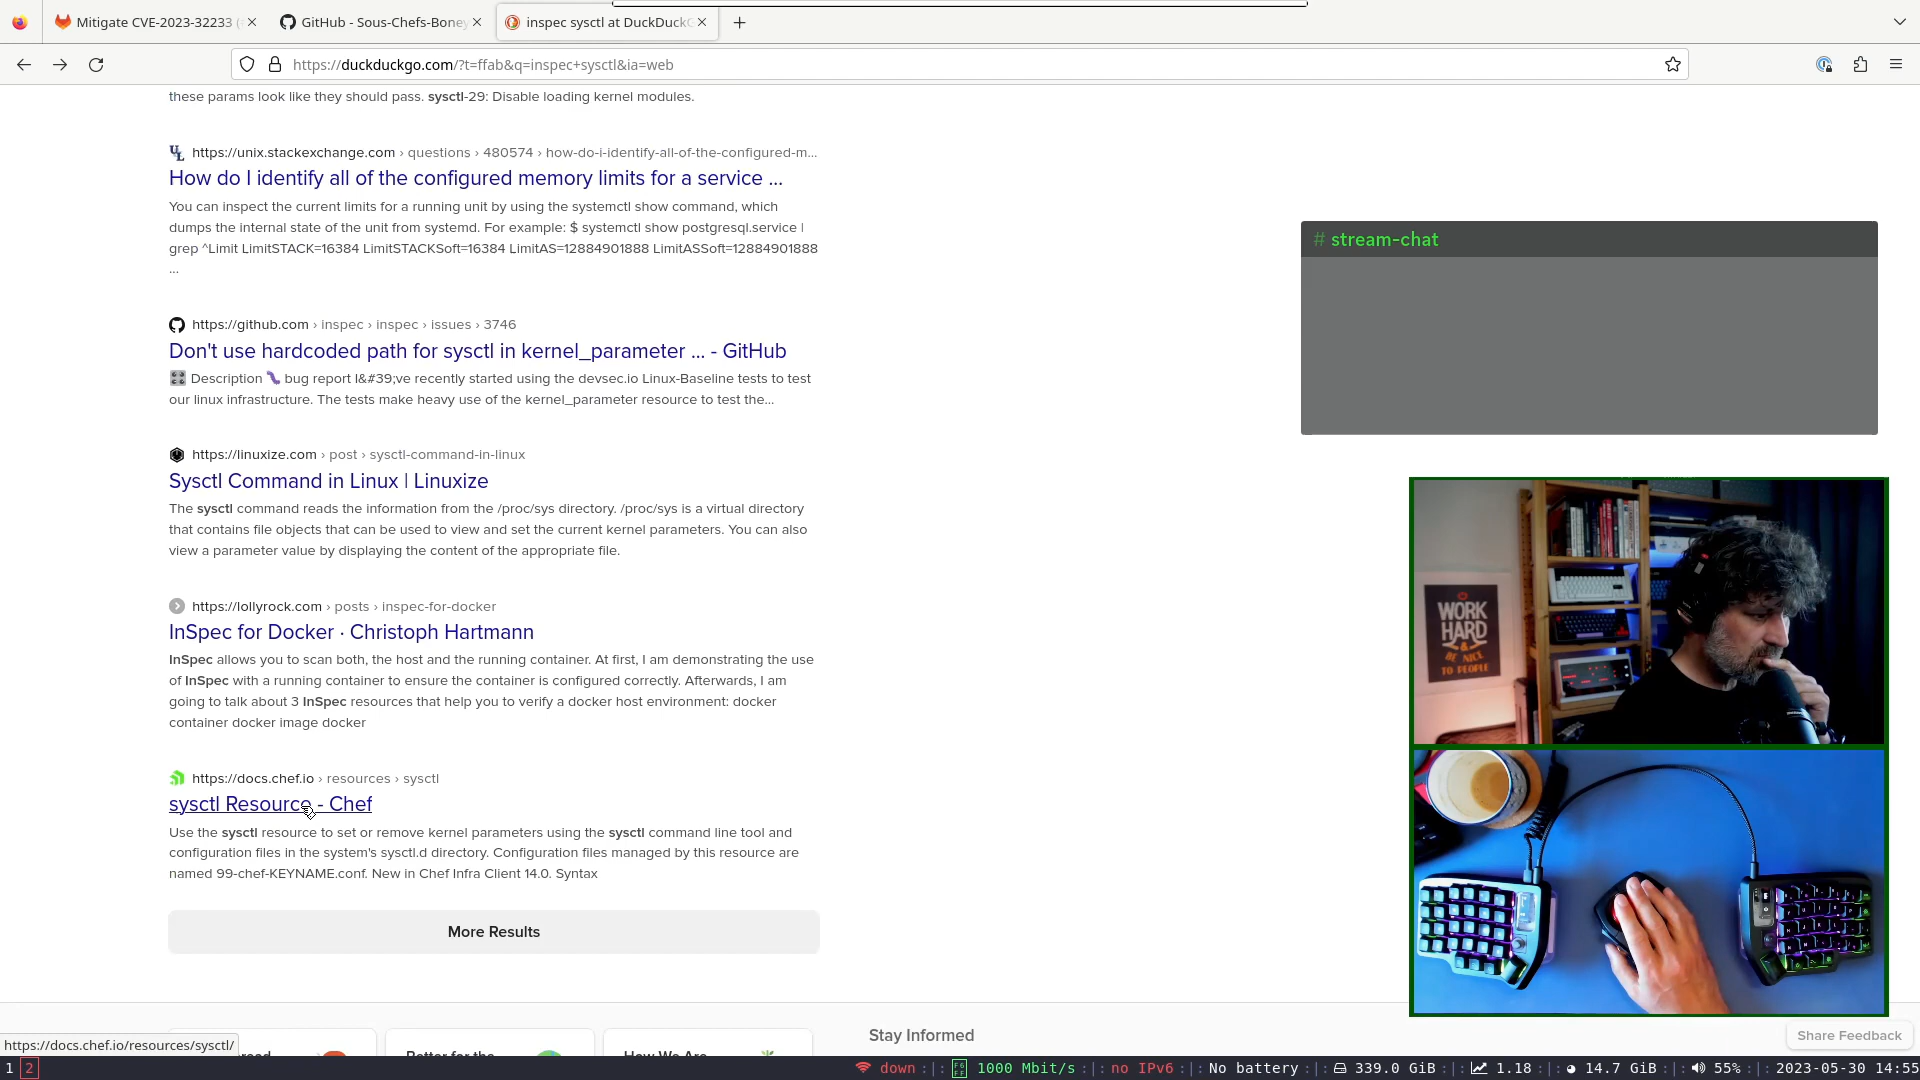 Mitigate CVE-2023-32233
GitHub - Sous-Chefs-Boney
inspec sysctl at DuckDuckG
https://duckduckgo.com/?t=ffab&q=inspec+sysctl&ia=web
these params look like they should pass. sysctl-29: Disable loading kernel modules.
https://unix.stackexchange.com › questions › 480574 › how-do-i-identify-all-of-the-configured-m...
How do I identify all of the configured memory limits for a service ...
You can inspect the current limits for a running unit by using the systemctl show command, which
dumps the internal state of the unit from systemd. For example: $ systemctl show postgresql.service |
grep ^Limit LimitSTACK=16384 LimitSTACKSoft=16384 LimitAS=12884901888 LimitASSoft=12884901888
...
https://github.com › inspec › inspec › issues › 3746
Don't use hardcoded path for sysctl in kernel_parameter ... - GitHub
🎛️ Description 🐛 bug report I&#39;ve recently started using the devsec.io Linux-Baseline tests to test
our linux infrastructure. The tests make heavy use of the kernel_parameter resource to test the...
https://linuxize.com › post › sysctl-command-in-linux
Sysctl Command in Linux | Linuxize
The sysctl command reads the information from the /proc/sys directory. /proc/sys is a virtual directory
that contains file objects that can be used to view and set the current kernel parameters. You can also
view a parameter value by displaying the content of the appropriate file.
https://lollyrock.com › posts › inspec-for-docker
InSpec for Docker · Christoph Hartmann
InSpec allows you to scan both, the host and the running container. At first, I am demonstrating the use
of InSpec with a running container to ensure the container is configured correctly. Afterwards, I am
going to talk about 3 InSpec resources that help you to verify a docker host environment: docker
container docker image docker
https://docs.chef.io › resources › sysctl
sysctl Resource - Chef
Use the sysctl resource to set or remove kernel parameters using the sysctl command line tool and
configuration files in the system's sysctl.d directory. Configuration files managed by this resource are
named 99-chef-KEYNAME.conf. New in Chef Infra Client 14.0. Syntax
More Results
# stream-chat
WORK
HARD
& BE NICE
TO PEOPLE
Stay Informed
Share Feedback
https://docs.chef.io/resources/sysctl/
read
Better for the
How We Are
1 2
down :|: 1000 Mbit/s :|: no IPv6 :|: No battery :|: 339.0 GiB :|: 1.18 :|: 14.7 GiB :|: 55% :|: 2023-05-30 14:55